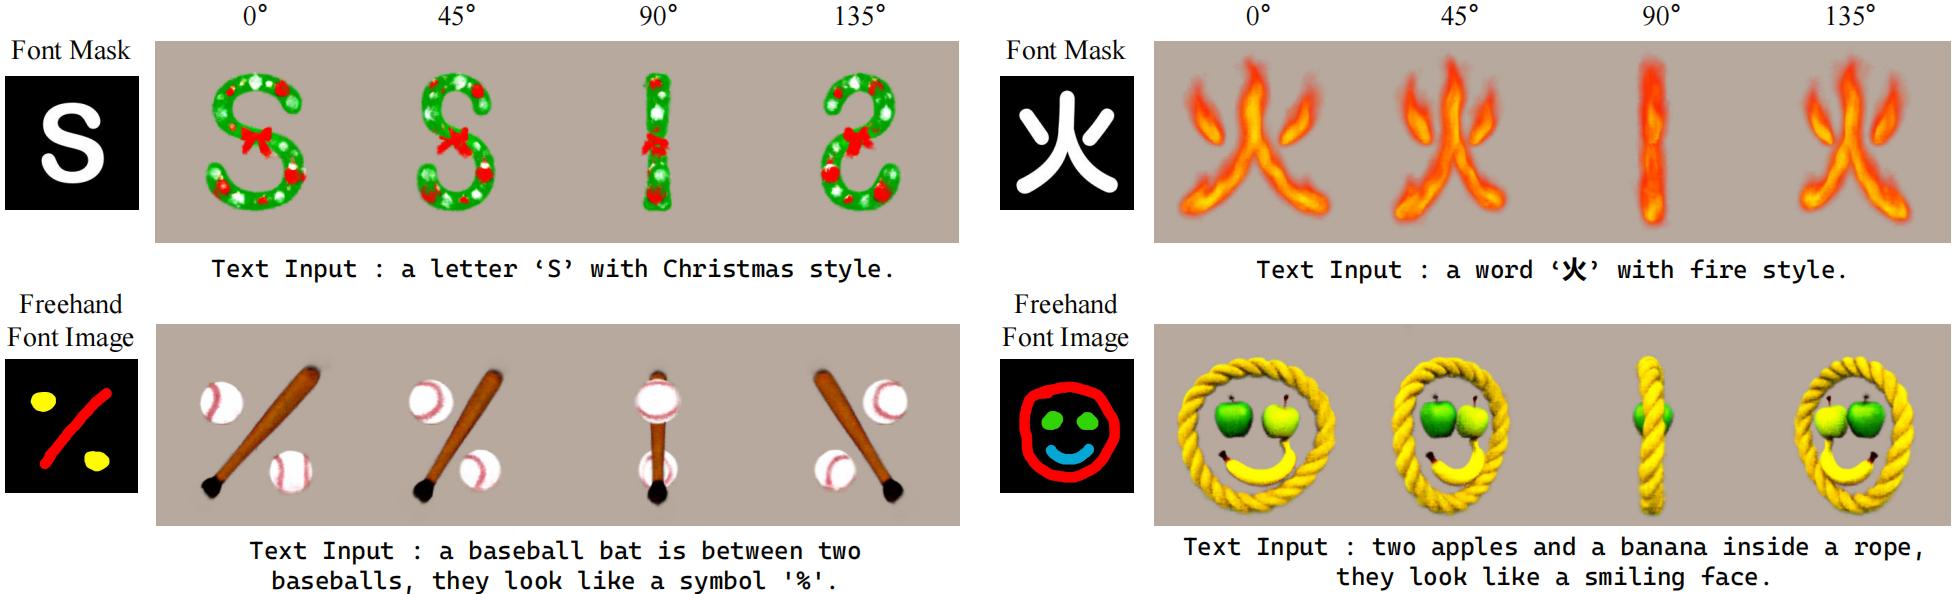 0° 45° 90° 135°
Font Mask
S
Text Input : a letter ‘S’ with Christmas style.
Freehand
Font Image
Text Input : a baseball bat is between two
baseballs, they look like a symbol '%'.
0° 45° 90° 135°
Font Mask
火
Text Input : a word ‘火’ with fire style.
Freehand
Font Image
Text Input : two apples and a banana inside a rope,
they look like a smiling face.